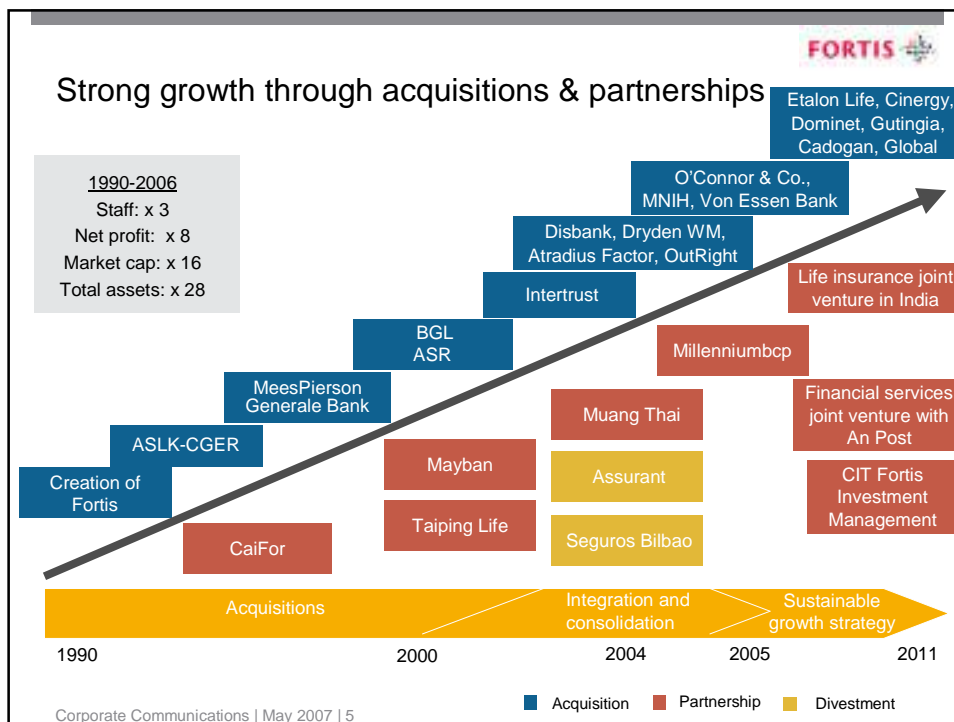 FORTIS
Strong growth through acquisitions & partnerships
Etalon Life, Cinergy,
Dominet, Gutingia,
Cadogan, Global
1990-2006
Staff: x 3
Net profit: x 8
Market cap: x 16
Total assets: x 28
O'Connor & Co.,
MNIH, Von Essen Bank
Disbank, Dryden WM,
Atradius Factor, OutRight
Intertrust
Life insurance joint
venture in India
BGL
ASR
Millenniumbcp
MeesPierson
Generale Bank
Muang Thai
Financial services
joint venture with
An Post
ASLK-CGER
Mayban
Assurant
Creation of
Fortis
CIT Fortis
Investment
Management
Taiping Life
Seguros Bilbao
CaiFor
Acquisitions
Integration and
consolidation
Sustainable
growth strategy
1990
2000
2004
2005
2011
Acquisition
Partnership
Divestment
Corporate Communications | May 2007 | 5